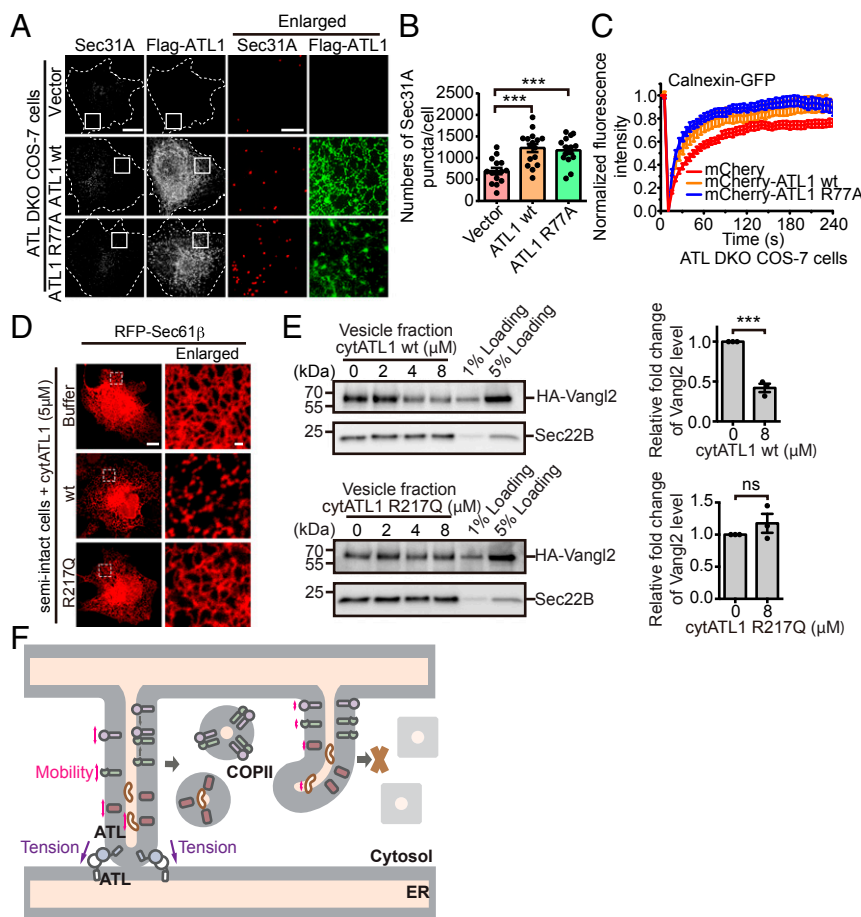 A
Enlarged
Sec31A Flag-ATL1 Sec31A Flag-ATL1
ATL DKO COS-7 cells
Vector
ATL1 wt
ATL1 R77A
B
Numbers of Sec31A
puncta/cell
2500
2000
1500
1000
500
0
***
***
Vector
ATL1 wt
ATL1 R77A
C
Calnexin-GFP
Normalized fluorescence
intensity
1.0
0.8
0.6
0.4
0.2
0.0
mCherry
mCherry-ATL1 wt
mCherry-ATL1 R77A
0 60 120 180 240
Time (s)
ATL DKO COS-7 cells
D
RFP-Sec61β
Enlarged
semi-intact cells + cytATL1 (5μM)
Buffer
wt
R217Q
E
Vesicle fraction
cytATL1 wt (μM)
1% Loading
5% Loading
(kDa) 0 2 4 8
70
55
HA-Vangl2
25
Sec22B
Vesicle fraction
cytATL1 R217Q (μM)
1% Loading
5% Loading
(kDa) 0 2 4 8
70
55
HA-Vangl2
25
Sec22B
Relative fold change
of Vangl2 level
***
1.0
0.5
0.0
0 8
cytATL1 wt (μM)
Relative fold change
of Vangl2 level
ns
1.5
1.0
0.5
0.0
0 8
cytATL1 R217Q (μM)
F
Mobility
COPII
ATL
Tension
Tension
ATL
Cytosol
ER